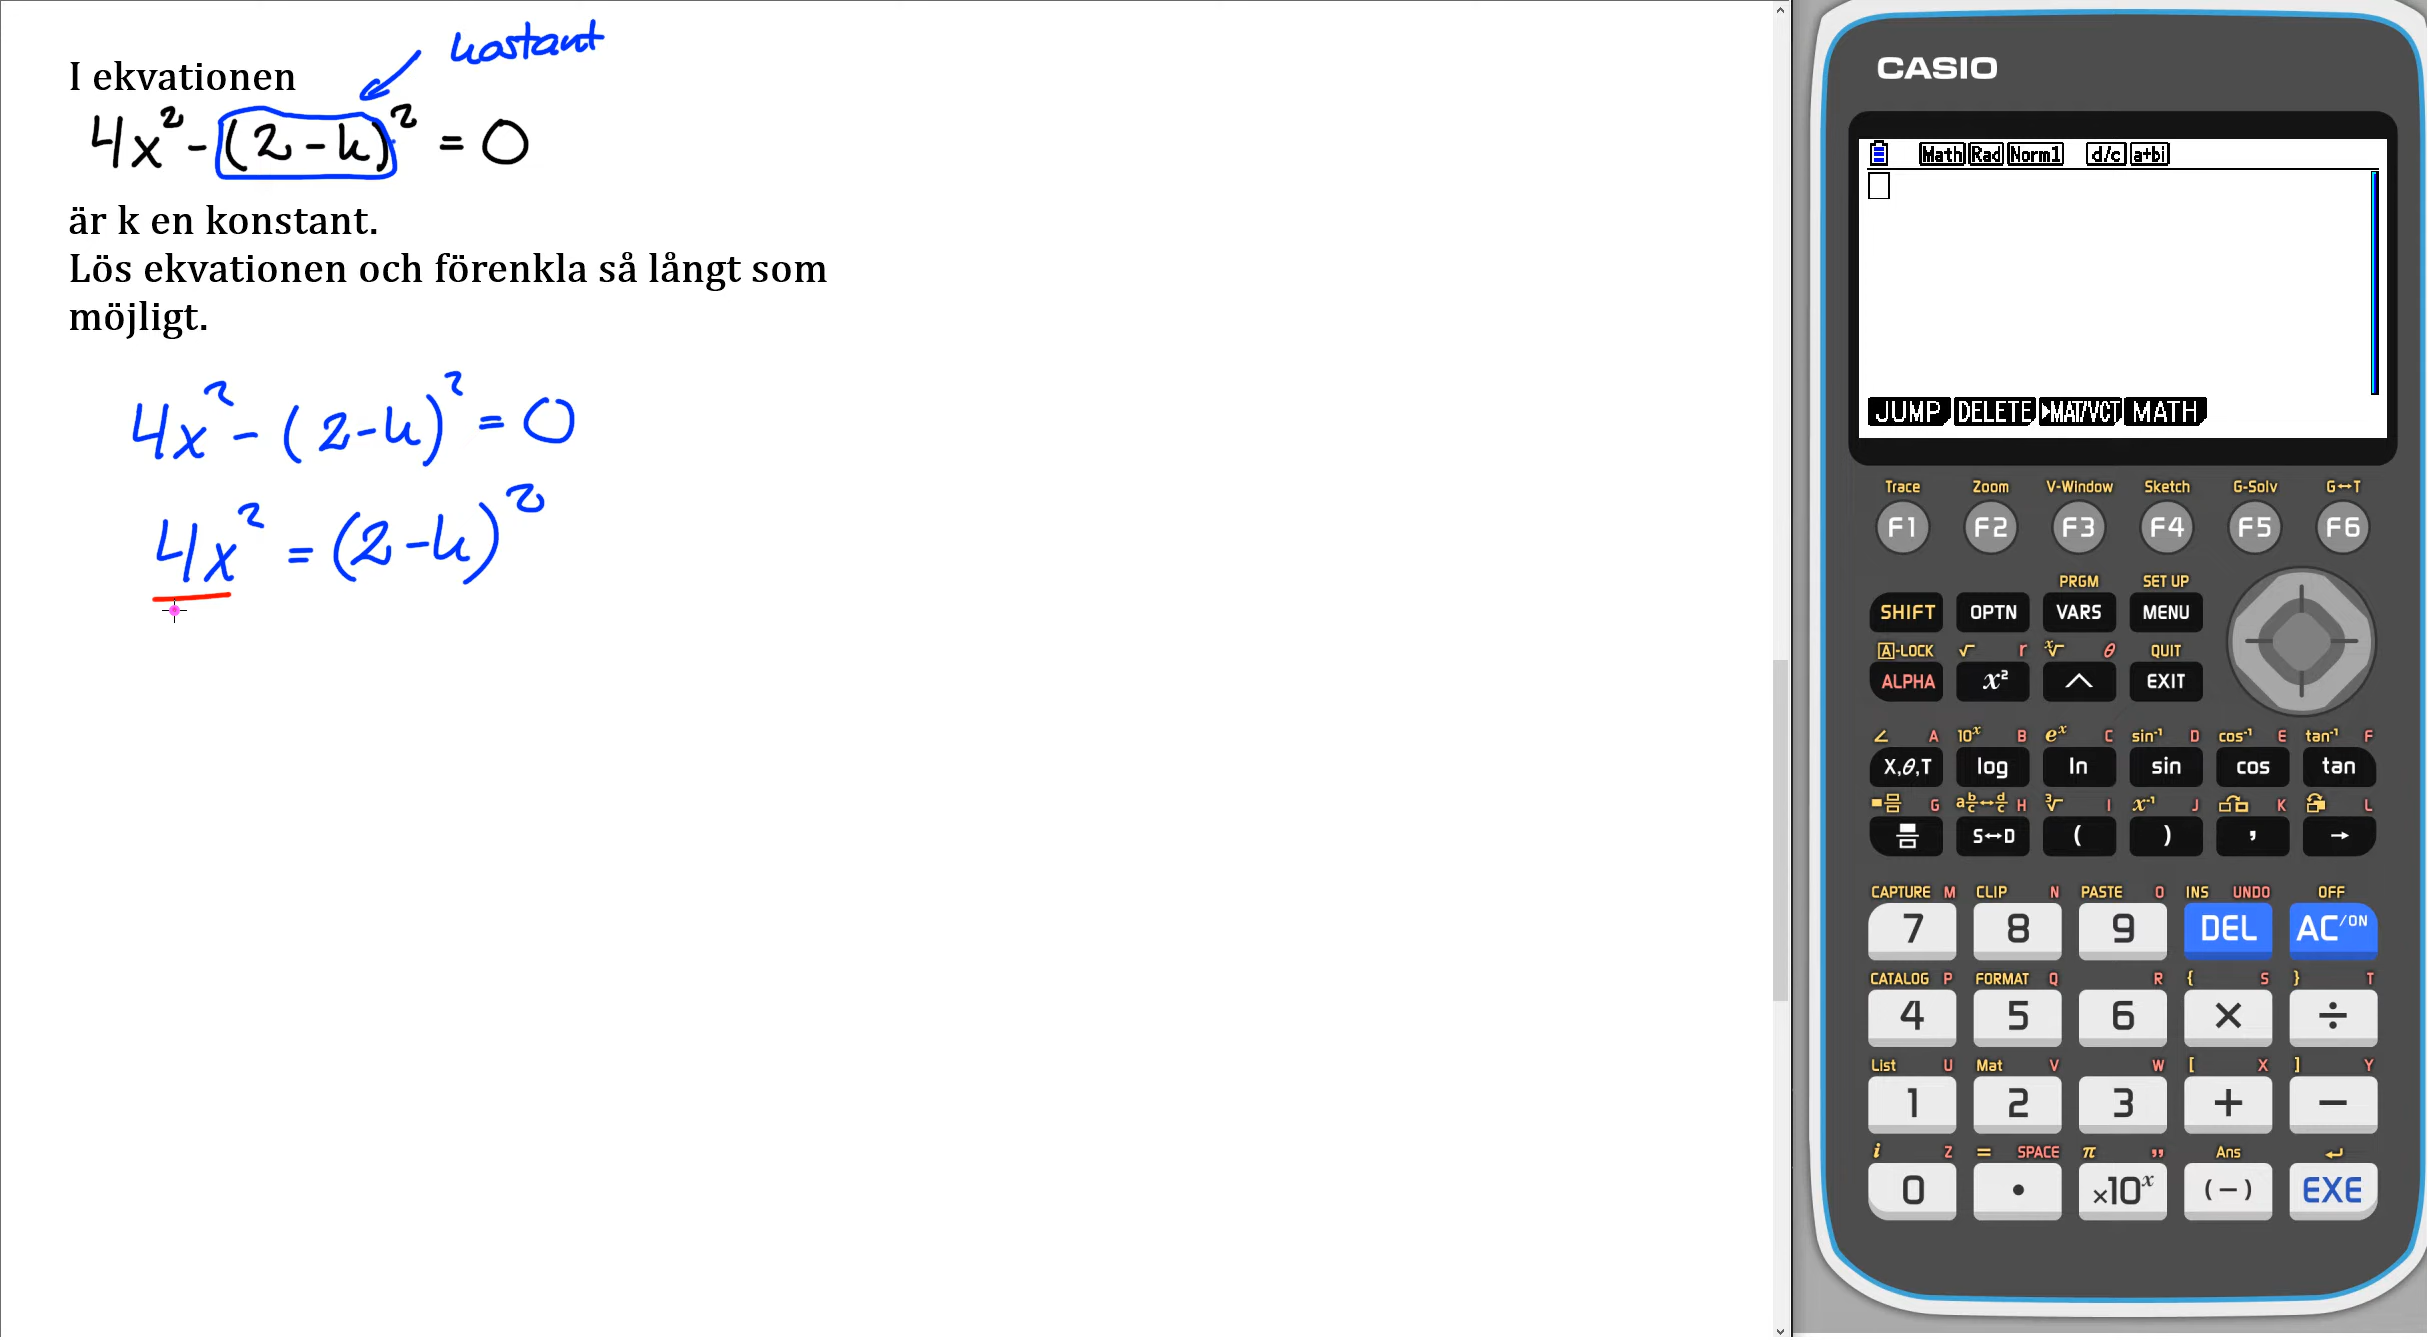 kostant
I ekvationen
4x² - (2 - k)² = 0
är k en konstant.
Lös ekvationen och förenkla så långt som
möjligt.
4x² - (2-k)² = 0
4x² = (2-k)²
CASIO
Math Rad Norm1 d/c a+bi
JUMP DELETE ▶MAT/VCT MATH
Trace Zoom V-Window Sketch G-Solv G↔T
F1 F2 F3 F4 F5 F6
PRGM SET UP
SHIFT OPTN VARS MENU
A-LOCK √ r ˣ√ θ QUIT
ALPHA x² ^ EXIT
∠ A 10ˣ B eˣ C sin⁻¹ D cos⁻¹ E tan⁻¹ F
X,θ,T log ln sin cos tan
G a b/c↔d/c H ³√ I x⁻¹ J K L
S↔D ( ) , →
CAPTURE M CLIP N PASTE O INS UNDO OFF
7 8 9 DEL AC/ON
CATALOG P FORMAT Q R { S } T
4 5 6 × ÷
List U Mat V W [ X ] Y
1 2 3 + −
i Z = SPACE π " Ans ↵
0 • ×10ˣ (−) EXE